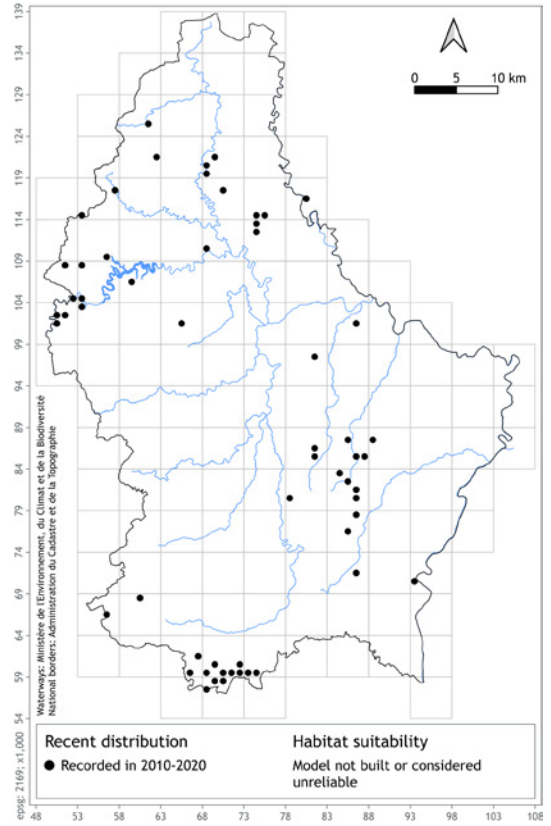 139
134
129
124
119
114
109
104
99
94
89
84
79
74
69
64
59
54
0 5 10 km
Waterways: Ministère de l'Environnement, du Climat et de la Biodiversité
National borders: Administration du Cadastre et de la Topographie
epsg: 2169; x1,000
Recent distribution
Recorded in 2010-2020
Habitat suitability
Model not built or considered
unreliable
48 53 58 63 68 73 78 83 88 93 98 103 108